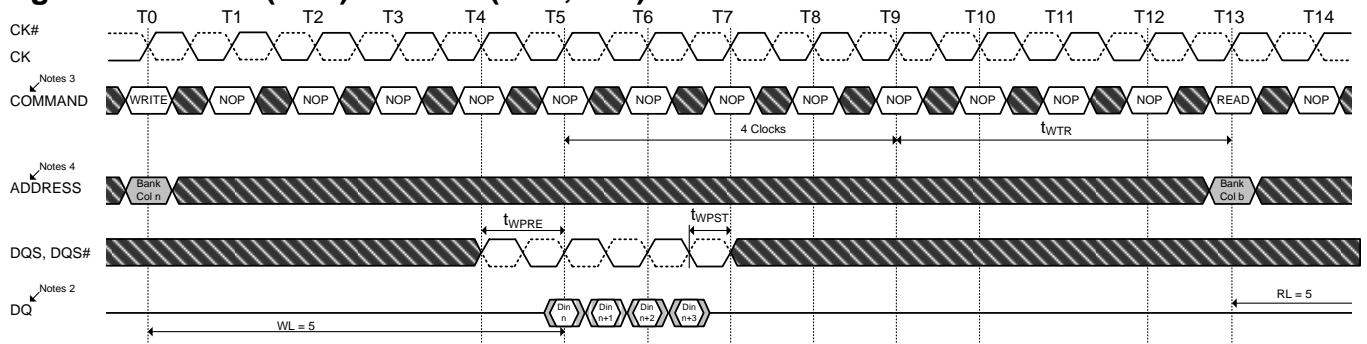 T0 T1 T2 T3 T4 T5 T6 T7 T8 T9 T10 T11 T12 T13 T14
CK#
CK
Notes 3
COMMAND WRITE NOP NOP NOP NOP NOP NOP NOP NOP NOP NOP NOP NOP READ NOP
4 Clocks tWTR
Notes 4
ADDRESS Bank Col n Bank Col b
tWPRE tWPST
DQS, DQS#
Notes 2
DQ Din n Din n+1 Din n+2 Din n+3
RL = 5
WL = 5